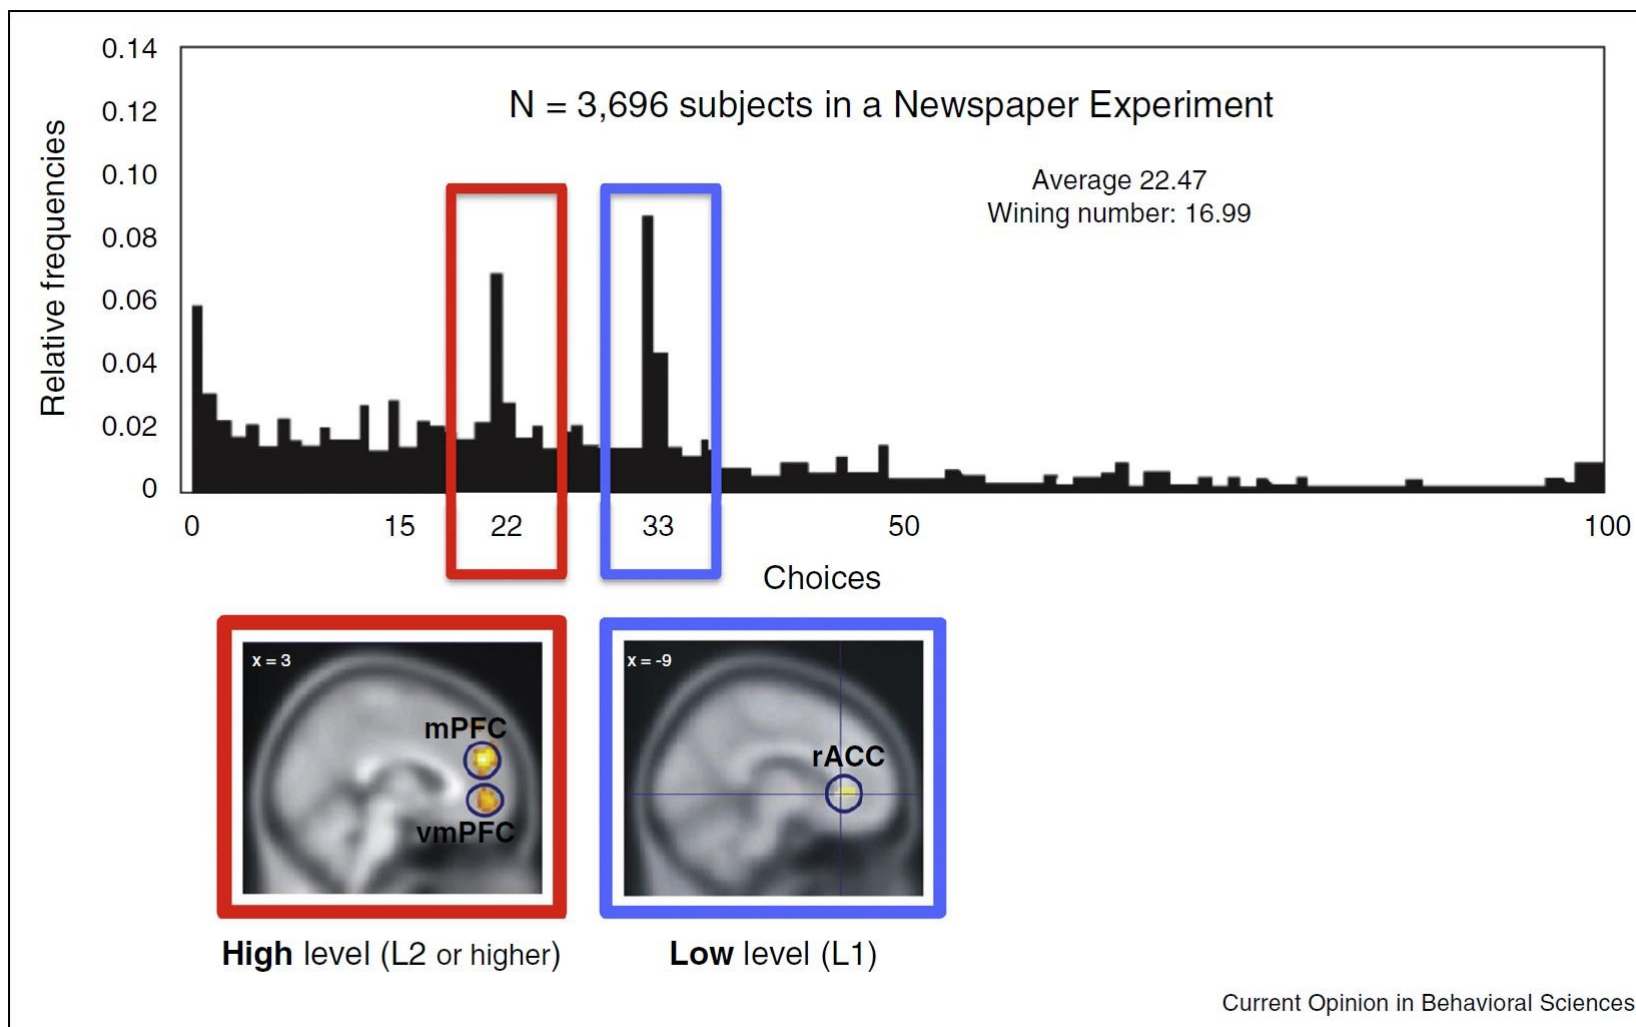 0.14
0.12
0.10
0.08
0.06
0.04
0.02
0
Relative frequencies
N = 3,696 subjects in a Newspaper Experiment
Average 22.47
Wining number: 16.99
0 15 22 33 50 100
Choices
x = 3
mPFC
vmPFC
x = -9
rACC
High level (L2 or higher)
Low level (L1)
Current Opinion in Behavioral Sciences